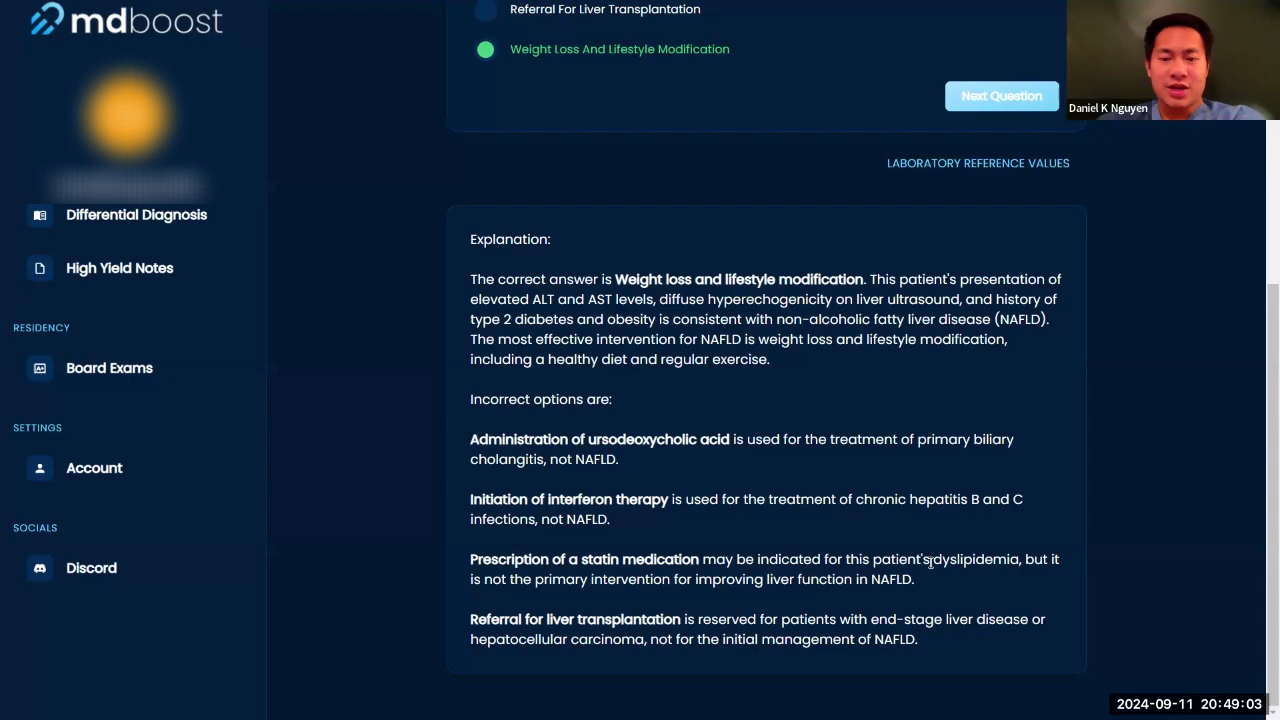 mdboost
Differential Diagnosis
High Yield Notes
RESIDENCY
Board Exams
SETTINGS
Account
SOCIALS
Discord
Referral For Liver Transplantation
Weight Loss And Lifestyle Modification
Next Question
Daniel K Nguyen
LABORATORY REFERENCE VALUES
Explanation:
The correct answer is Weight loss and lifestyle modification. This patient's presentation of
elevated ALT and AST levels, diffuse hyperechogenicity on liver ultrasound, and history of
type 2 diabetes and obesity is consistent with non-alcoholic fatty liver disease (NAFLD).
The most effective intervention for NAFLD is weight loss and lifestyle modification,
including a healthy diet and regular exercise.
Incorrect options are:
Administration of ursodeoxycholic acid is used for the treatment of primary biliary
cholangitis, not NAFLD.
Initiation of interferon therapy is used for the treatment of chronic hepatitis B and C
infections, not NAFLD.
Prescription of a statin medication may be indicated for this patient's dyslipidemia, but it
is not the primary intervention for improving liver function in NAFLD.
Referral for liver transplantation is reserved for patients with end-stage liver disease or
hepatocellular carcinoma, not for the initial management of NAFLD.
2024-09-11 20:49:03